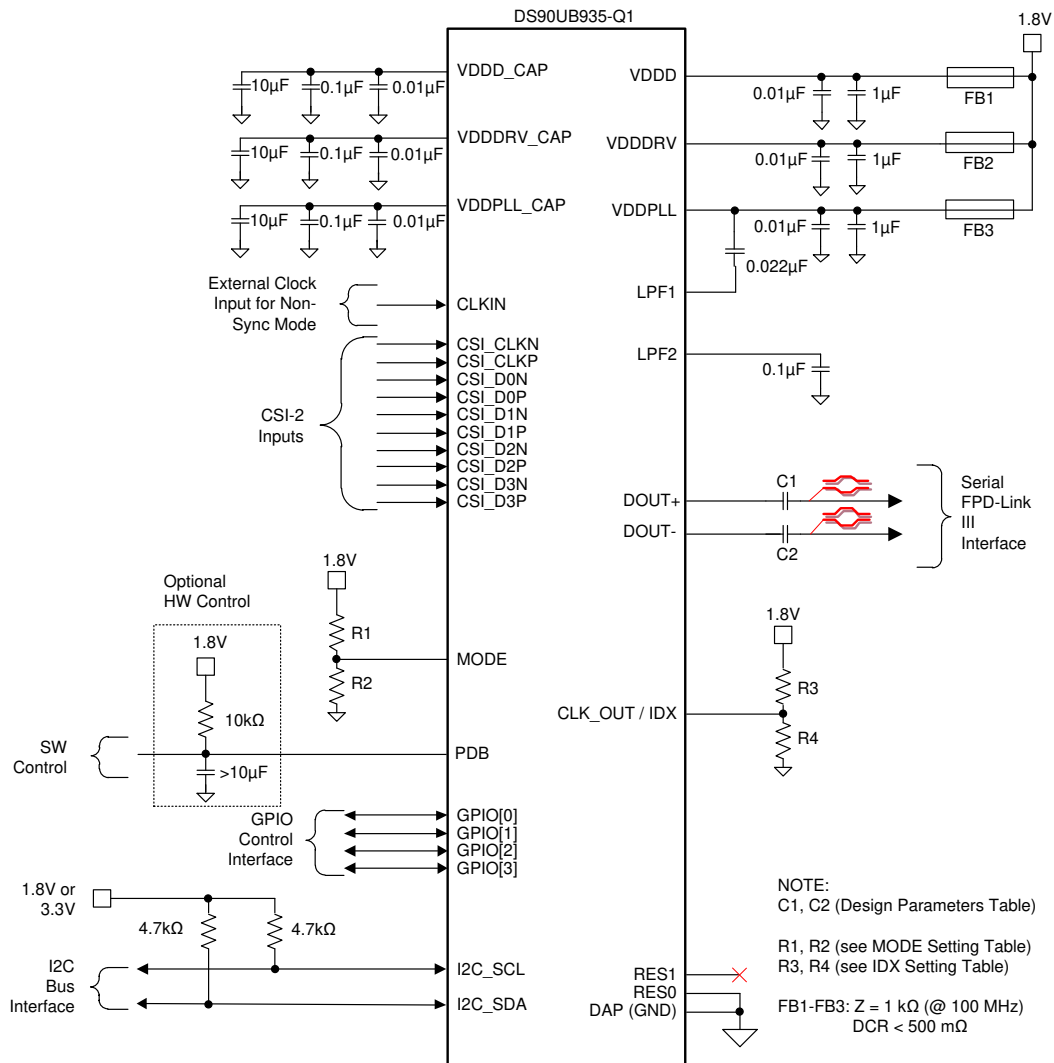 DS90UB935-Q1
1.8V
VDDD_CAP
10µF
0.1µF
0.01µF
VDDDRV_CAP
10µF
0.1µF
0.01µF
VDDPLL_CAP
10µF
0.1µF
0.01µF
External Clock
Input for Non-
Sync Mode
CLKIN
CSI-2
Inputs
CSI_CLKN
CSI_CLKP
CSI_D0N
CSI_D0P
CSI_D1N
CSI_D1P
CSI_D2N
CSI_D2P
CSI_D3N
CSI_D3P
1.8V
R1
R2
MODE
Optional
HW Control
1.8V
10kΩ
>10µF
SW
Control
PDB
GPIO
Control
Interface
GPIO[0]
GPIO[1]
GPIO[2]
GPIO[3]
1.8V or
3.3V
4.7kΩ
4.7kΩ
I2C
Bus
Interface
I2C_SCL
I2C_SDA
VDDD
0.01µF
1µF
FB1
VDDDRV
0.01µF
1µF
FB2
VDDPLL
0.01µF
1µF
FB3
0.022µF
LPF1
LPF2
0.1µF
DOUT+
C1
DOUT-
C2
Serial
FPD-Link
III
Interface
1.8V
R3
CLK_OUT / IDX
R4
RES1
RES0
DAP (GND)
NOTE:
C1, C2 (Design Parameters Table)
R1, R2 (see MODE Setting Table)
R3, R4 (see IDX Setting Table)
FB1-FB3: Z = 1 kΩ (@ 100 MHz)
DCR < 500 mΩ